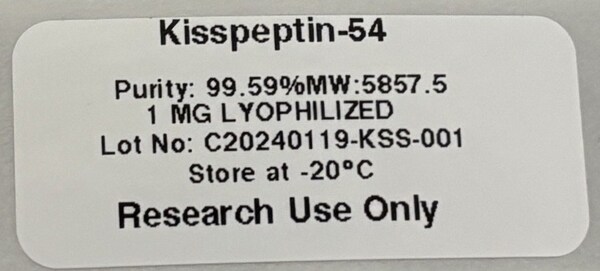 Kisspeptin-54
Purity: 99.59%MW:5857.5
1 MG LYOPHILIZED
Lot No: C20240119-KSS-001
Store at -20°C
Research Use Only